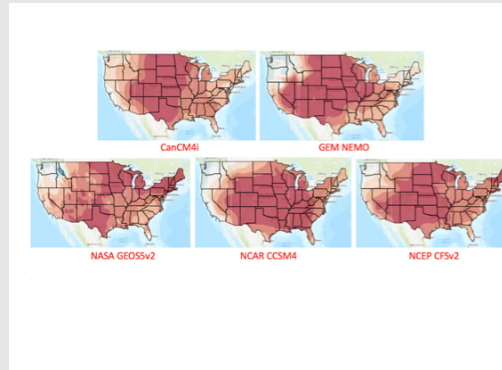 CanCM4i
GEM NEMO
NASA GEOS5v2
NCAR CCSM4
NCEP CFSv2